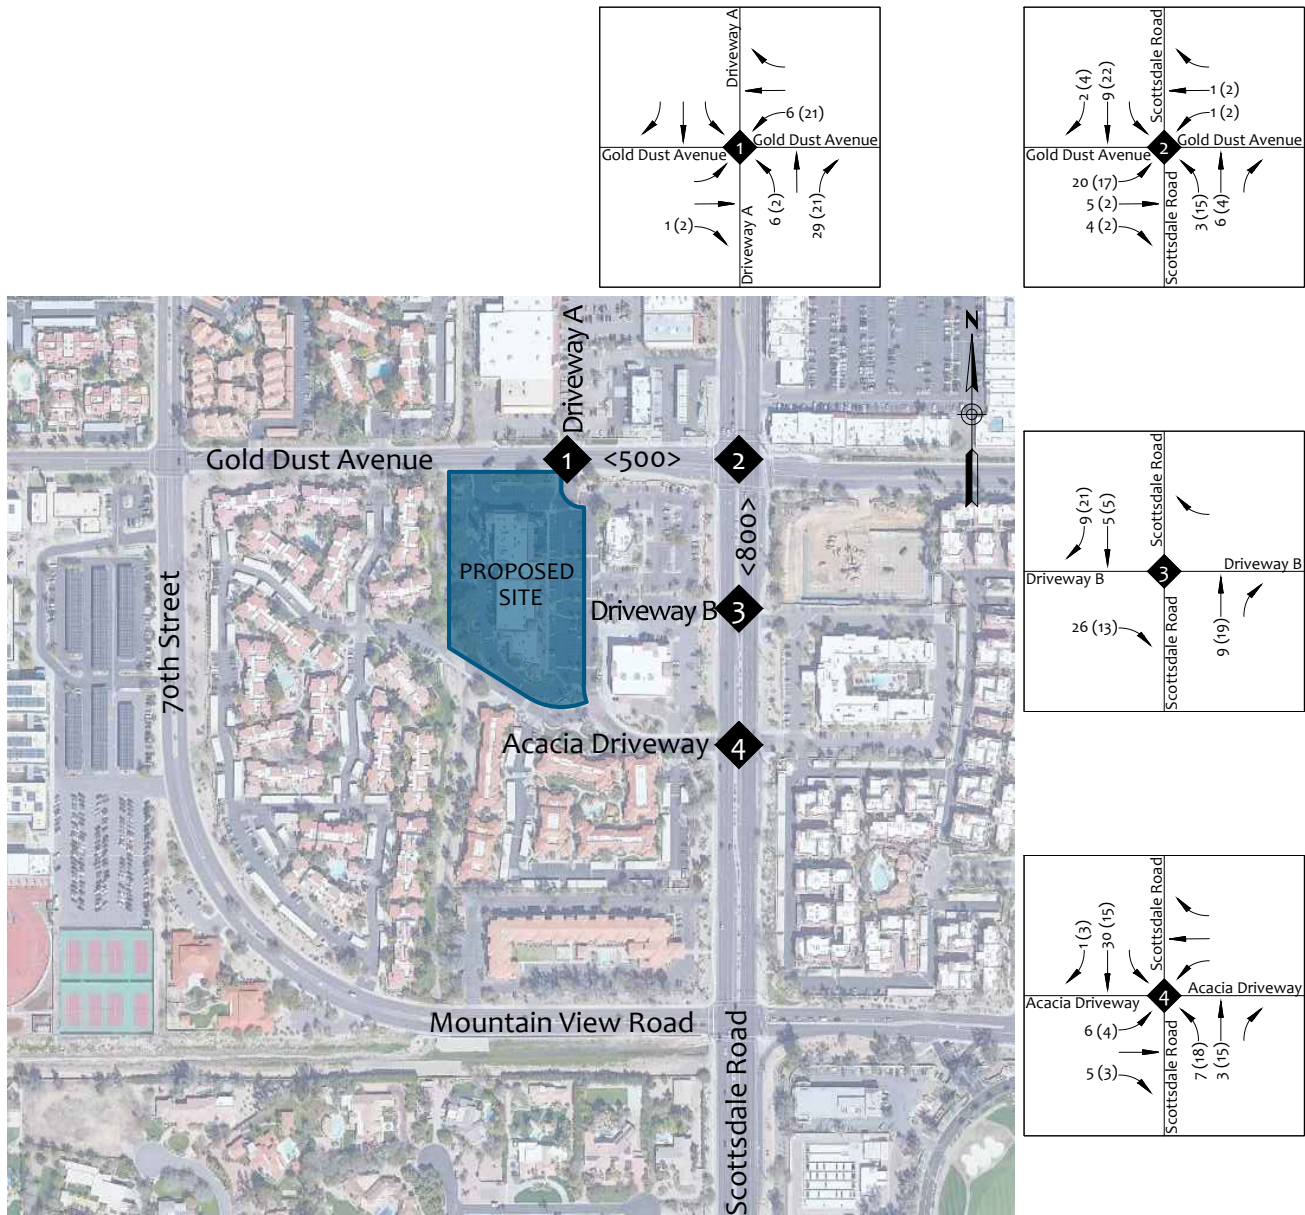 Driveway A
6 (21)
Gold Dust Avenue
1
Gold Dust Avenue
1 (2)
Driveway A
6 (2)
29 (21)
2 (4)
9 (22)
Scottsdale Road
1 (2)
1 (2)
Gold Dust Avenue
2
Gold Dust Avenue
20 (17)
5 (2)
4 (2)
Scottsdale Road
3 (15)
6 (4)
Driveway A
N
Gold Dust Avenue
1
<500>
2
<800>
PROPOSED
SITE
Driveway B
3
70th Street
Acacia Driveway
4
Mountain View Road
Scottsdale Road
9 (21)
5 (5)
Scottsdale Road
Driveway B
3
Driveway B
26 (13)
Scottsdale Road
9 (19)
1 (3)
30 (15)
Scottsdale Road
Acacia Driveway
4
Acacia Driveway
6 (4)
5 (3)
Scottsdale Road
7 (18)
3 (15)